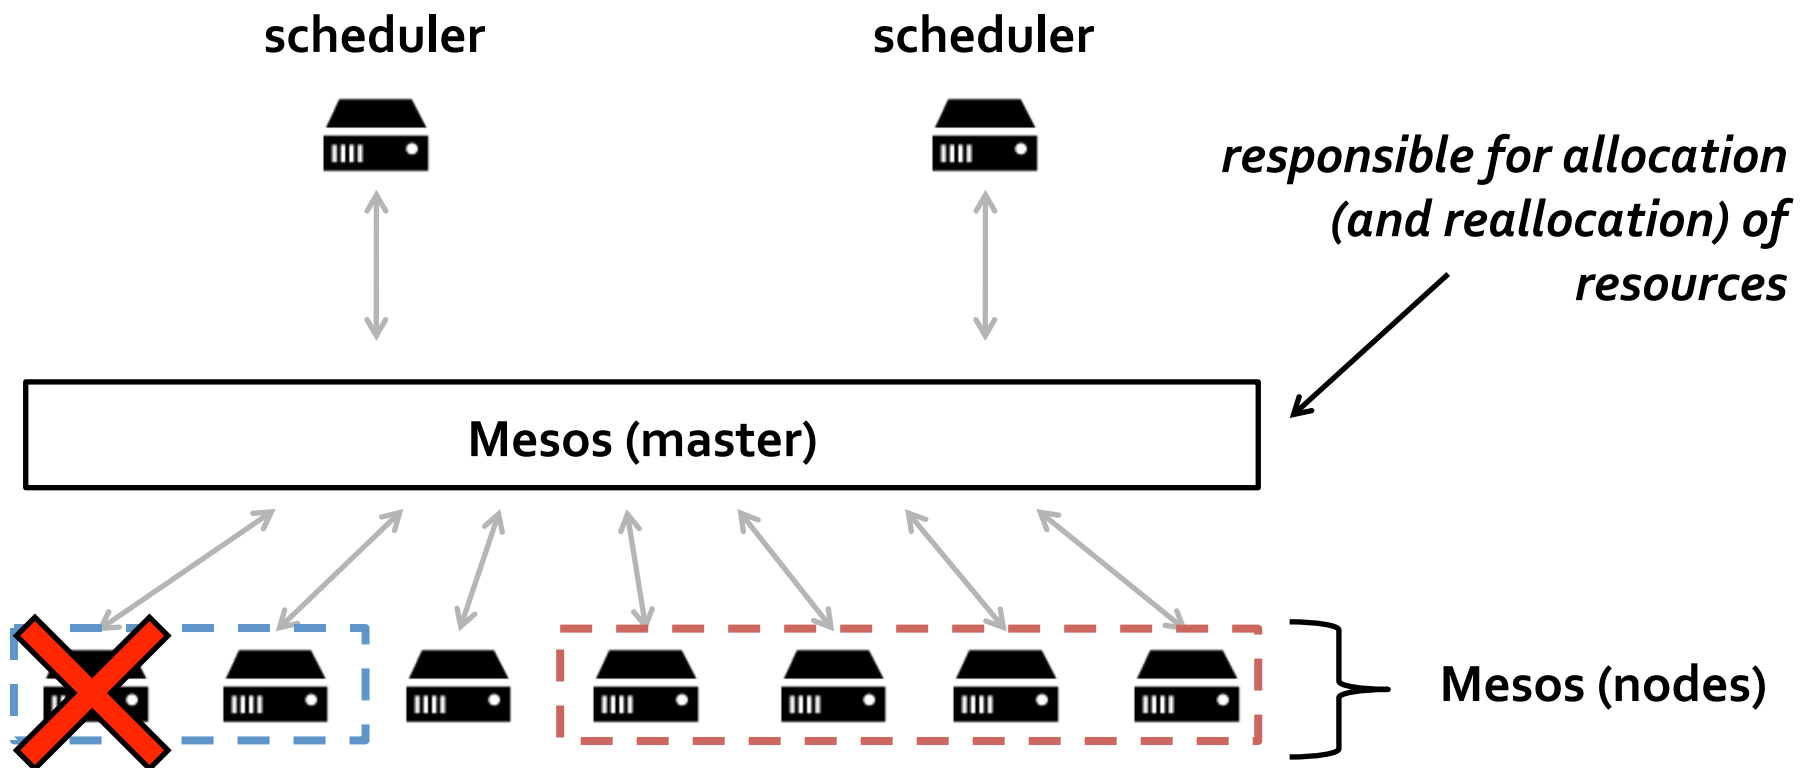 scheduler
scheduler
responsible for allocation
(and reallocation) of
resources
Mesos (master)
Mesos (nodes)